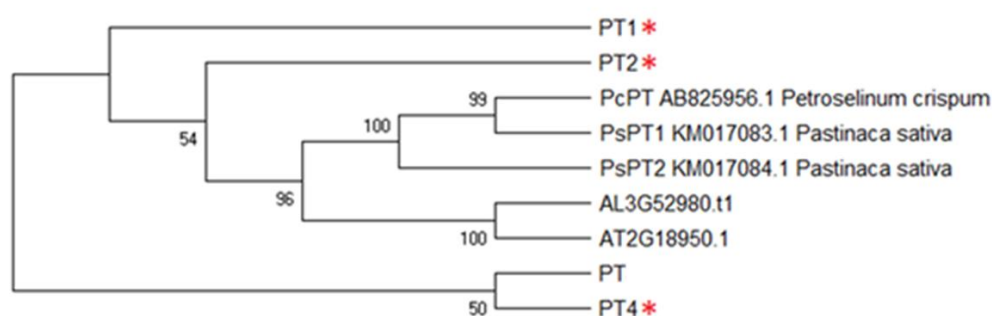 PT1 *
PT2 *
99 PcPT AB825956.1 Petroselinum crispum
100 PsPT1 KM017083.1 Pastinaca sativa
54
PsPT2 KM017084.1 Pastinaca sativa
96 AL3G52980.t1
100 AT2G18950.1
PT
50 PT4 *